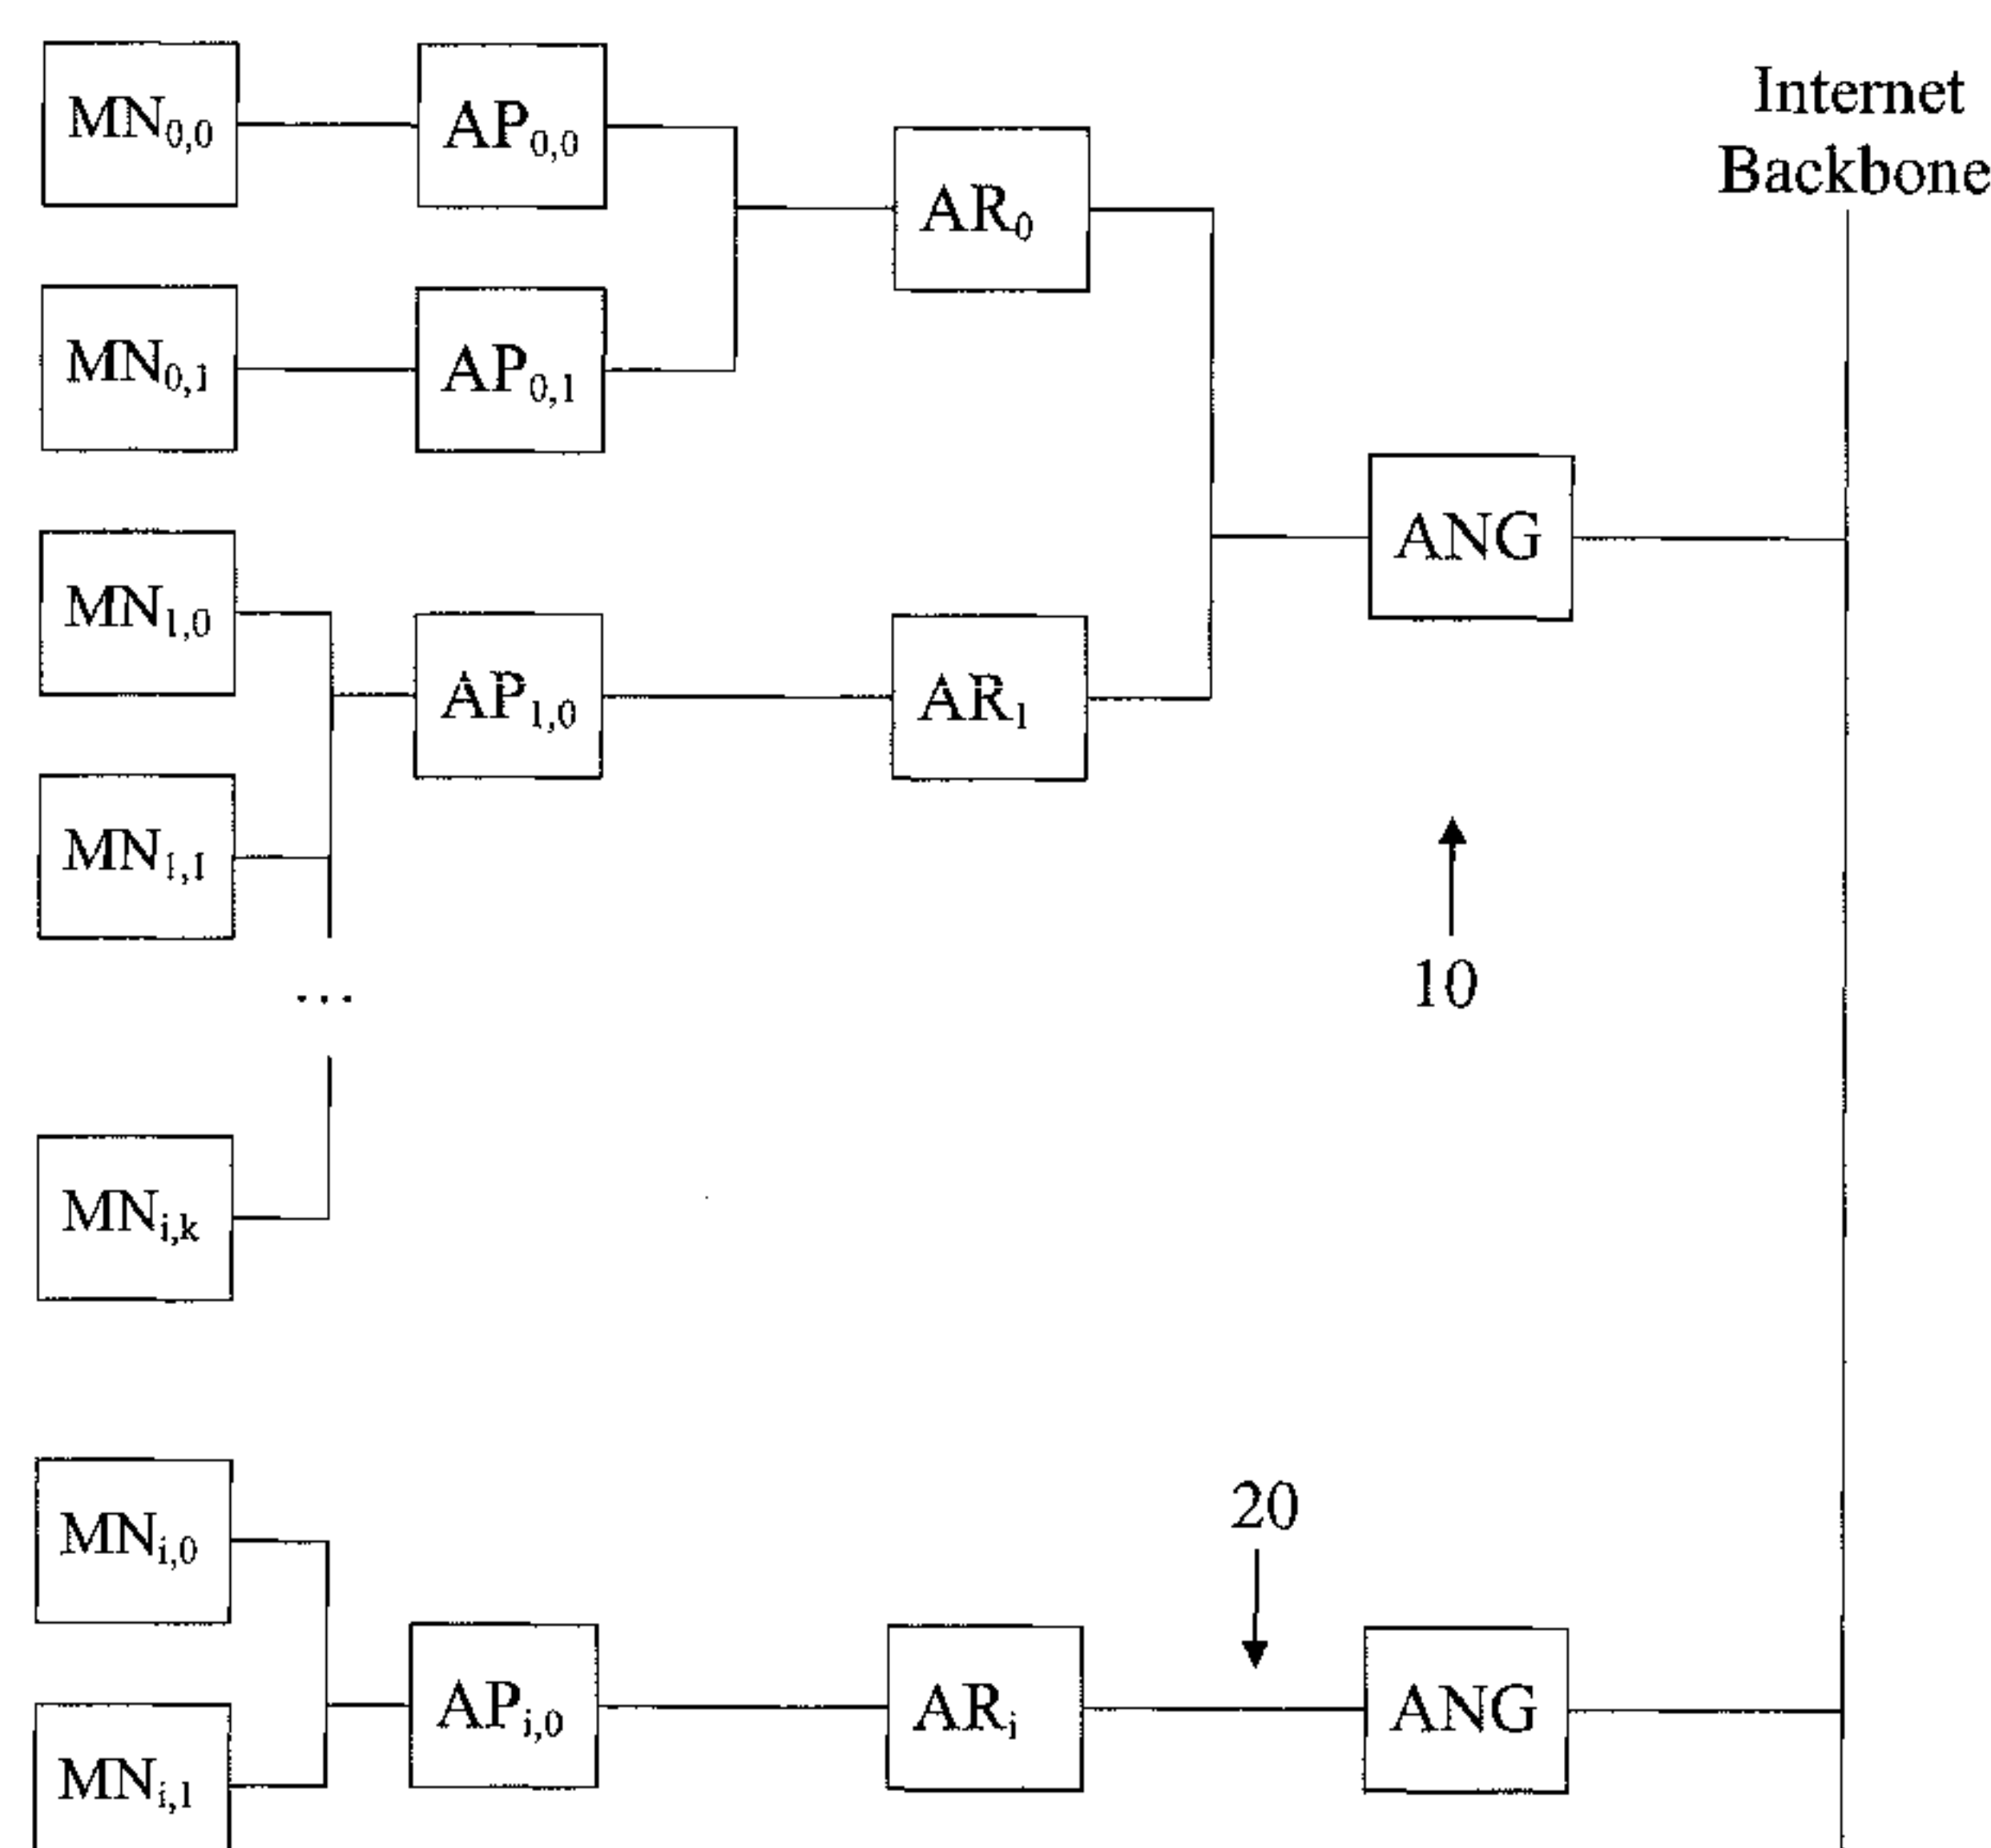 MN0,0
AP0,0
Internet
Backbone
AR0
MN0,1
AP0,1
ANG
MN1,0
AP1,0
AR1
MN1,1
...
10
MNi,k
20
MNi,0
APi,0
ARi
ANG
MNi,1